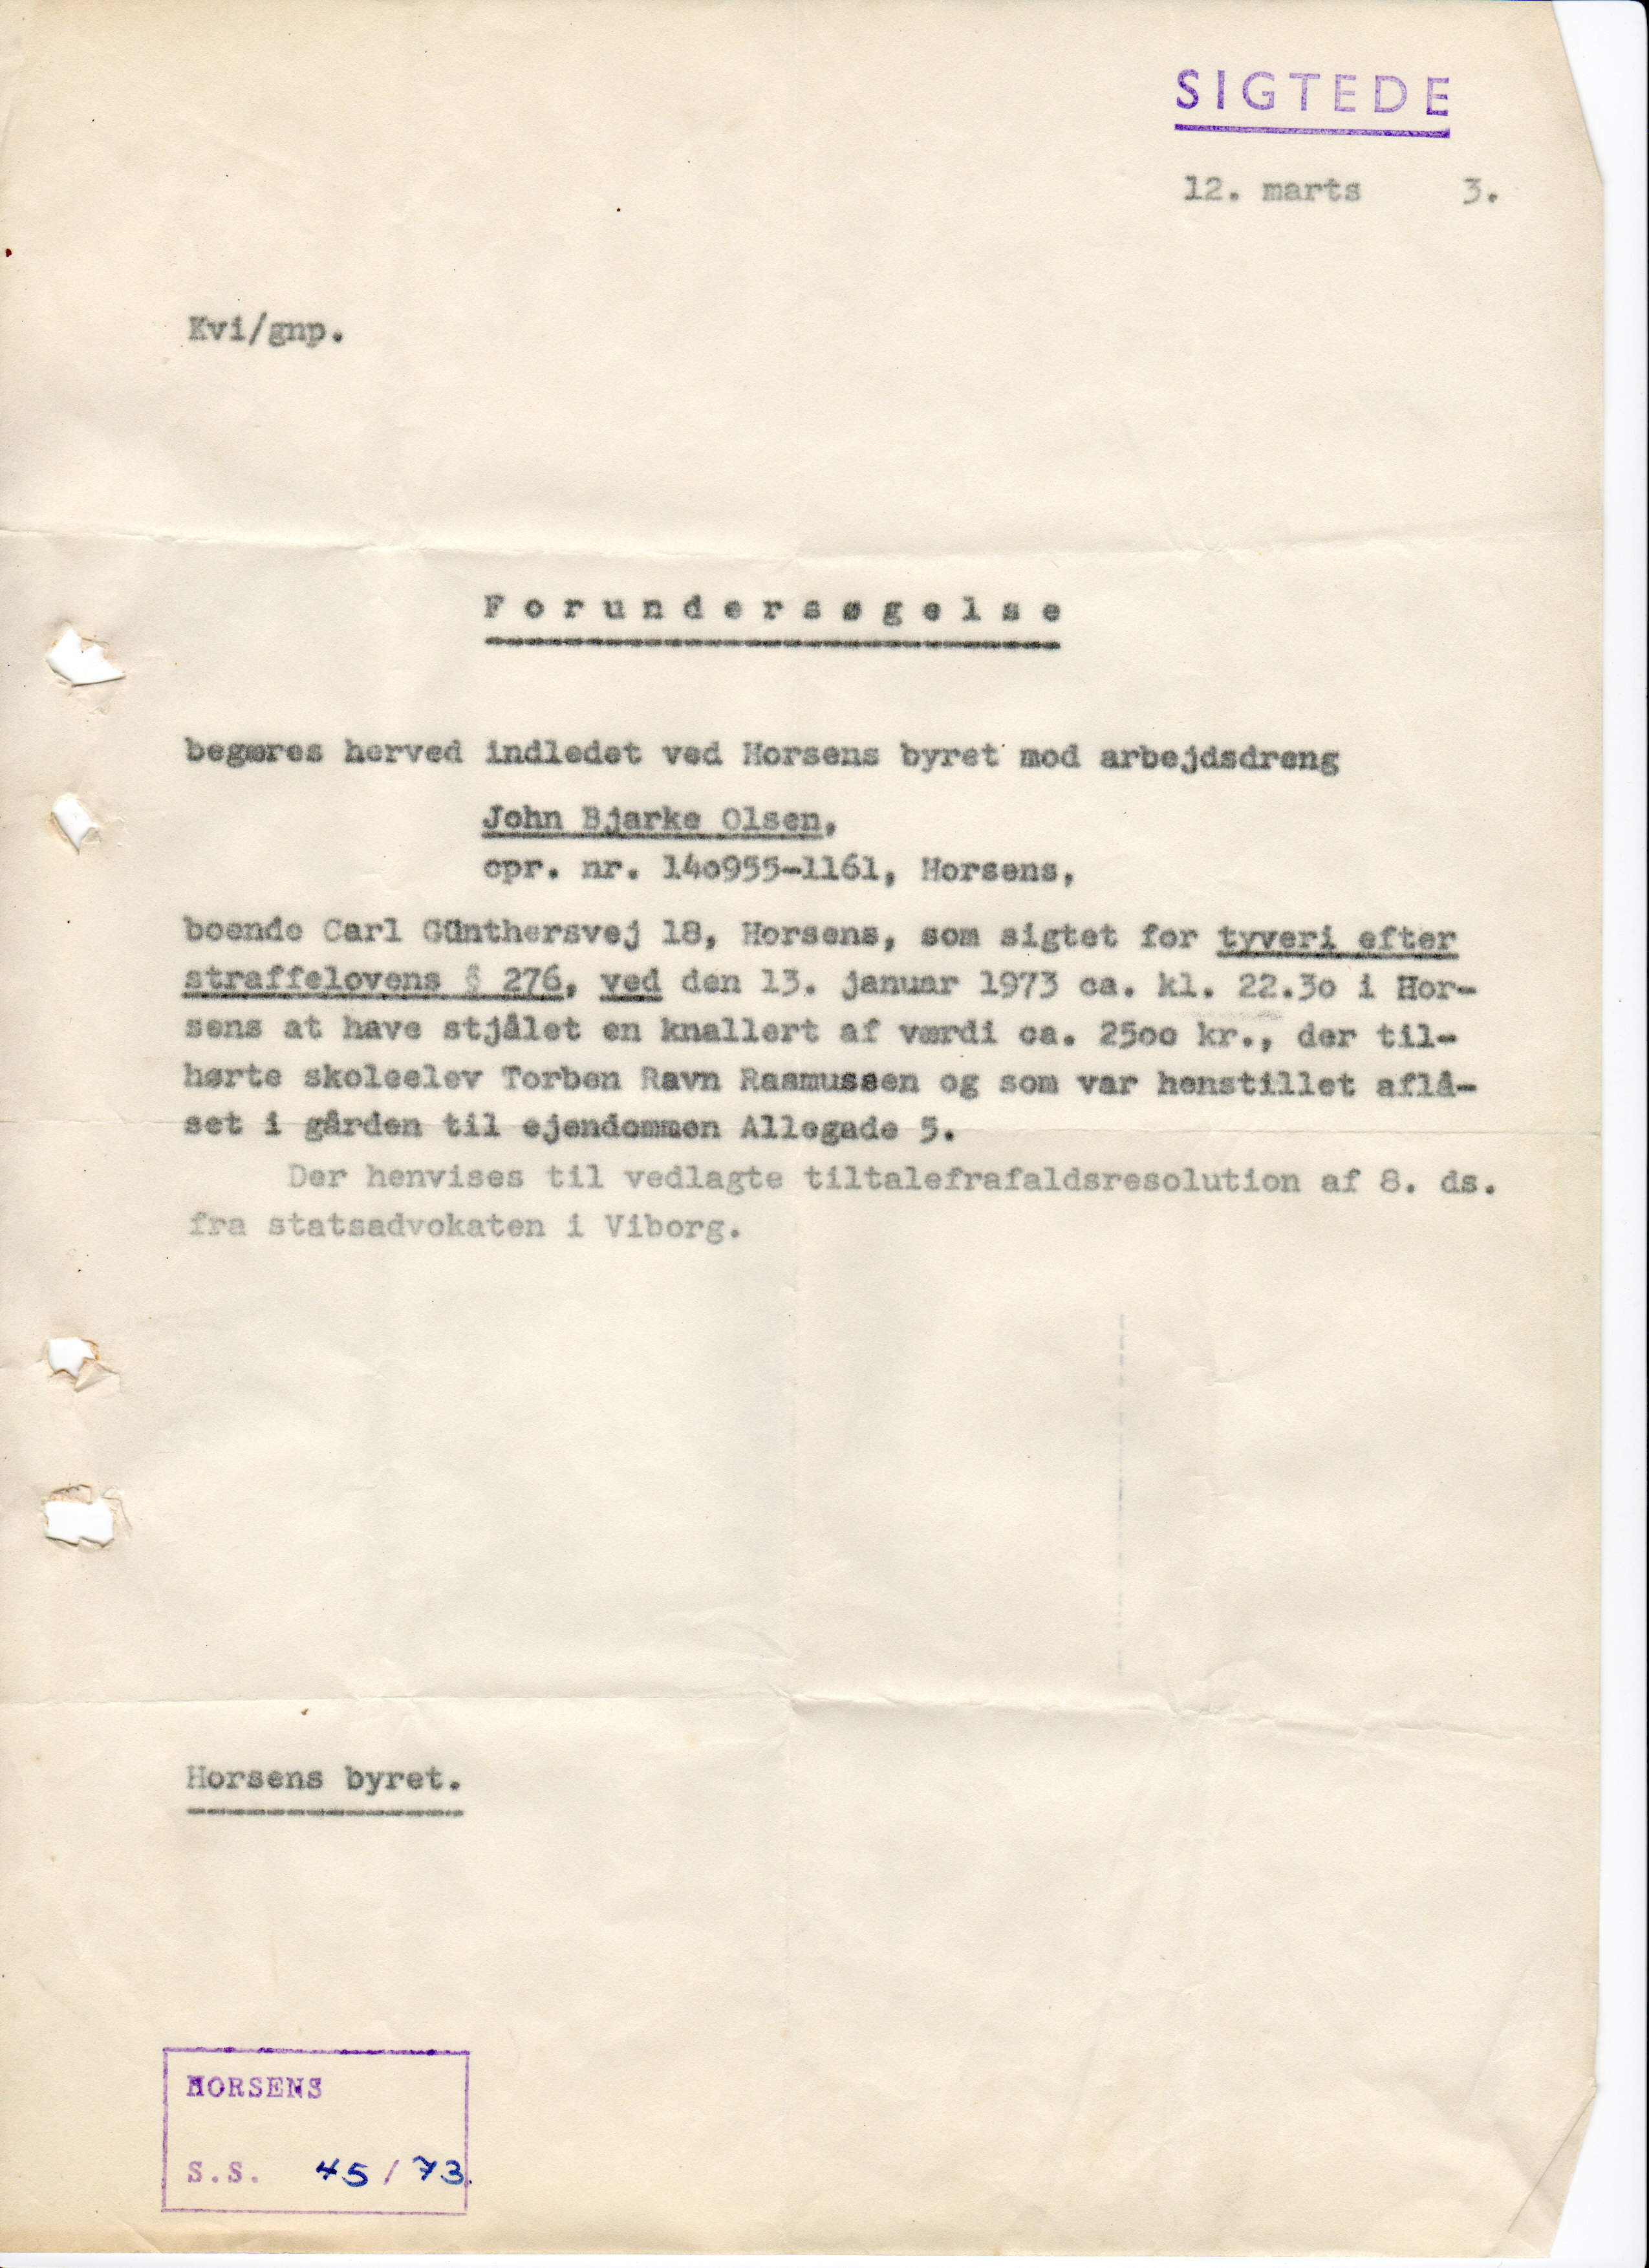 SIGTEDE
12. marts 3.
Kvi/gnp.
Forundersøgelse
begæres herved indledet ved Horsens byret mod arbejdsdreng
John Bjarke Olsen,
cpr. nr. 14o955-1161, Horsens,
boende Carl Günthersvej 18, Horsens, som sigtet for tyveri efter
straffelovens § 276, ved den 13. januar 1973 ca. kl. 22.3o i Hor-
sens at have stjålet en knallert af værdi ca. 25oo kr., der til-
hørte skoleelev Torben Ravn Rasmussen og som var henstillet aflå-
set i gården til ejendommen Allegade 5.
Der henvises til vedlagte tiltalefrafaldsresolution af 8. ds.
fra statsadvokaten i Viborg.
Horsens byret.
HORSENS
S.S. 45/73.